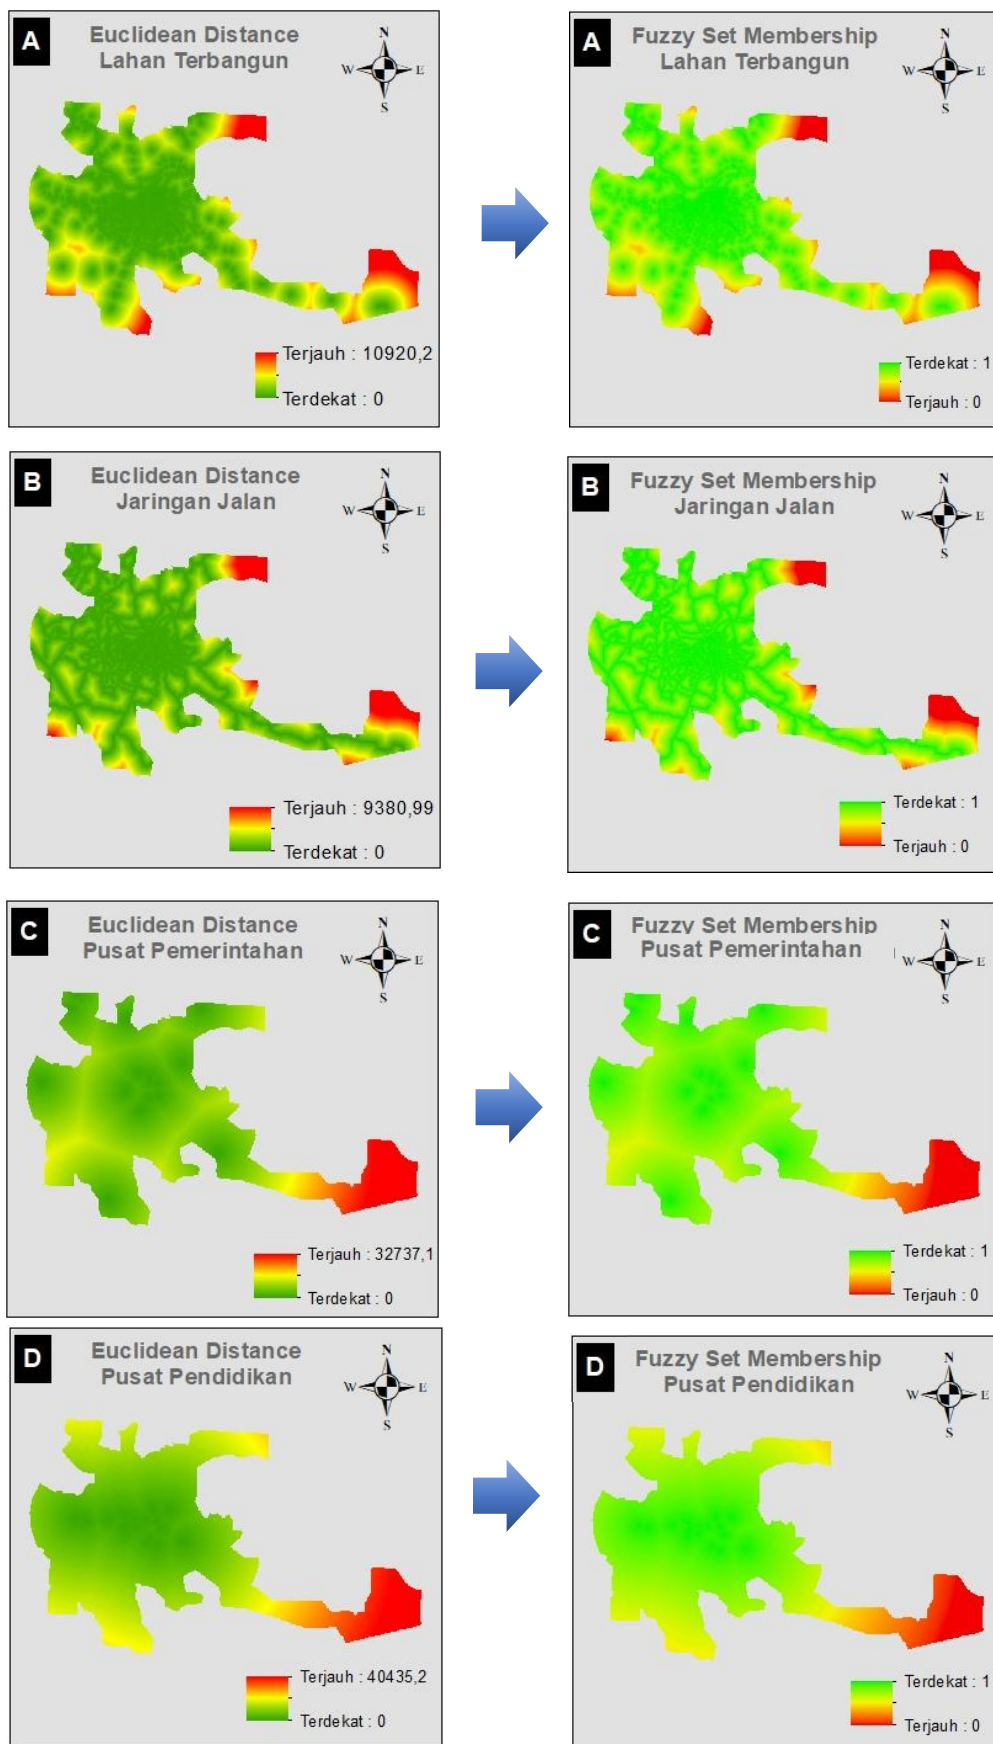 A
Euclidean Distance
Lahan Terbangun
N
W
E
S
Terjauh : 10920,2
Terdekat : 0
A
Fuzzy Set Membership
Lahan Terbangun
N
W
E
S
Terdekat : 1
Terjauh : 0
B
Euclidean Distance
Jaringan Jalan
N
W
E
S
Terjauh : 9380,99
Terdekat : 0
B
Fuzzy Set Membership
Jaringan Jalan
N
W
E
S
Terdekat : 1
Terjauh : 0
C
Euclidean Distance
Pusat Pemerintahan
N
W
E
S
Terjauh : 32737,1
Terdekat : 0
C
Fuzzy Set Membership
Pusat Pemerintahan
N
W
E
S
Terdekat : 1
Terjauh : 0
D
Euclidean Distance
Pusat Pendidikan
N
W
E
S
Terjauh : 40435,2
Terdekat : 0
D
Fuzzy Set Membership
Pusat Pendidikan
N
W
E
S
Terdekat : 1
Terjauh : 0